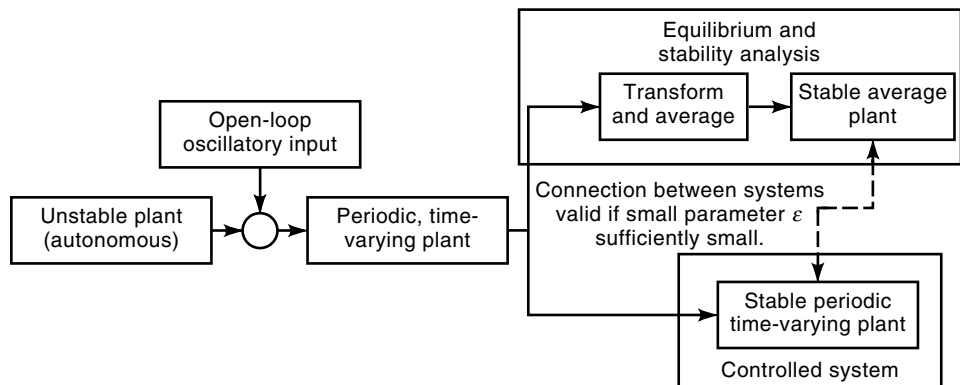 Equilibrium and
stability analysis
Transform
and average
Stable average
plant
Open-loop
oscillatory input
Unstable plant
(autonomous)
Periodic, time-
varying plant
Connection between systems
valid if small parameter ε
sufficiently small.
Stable periodic
time-varying plant
Controlled system